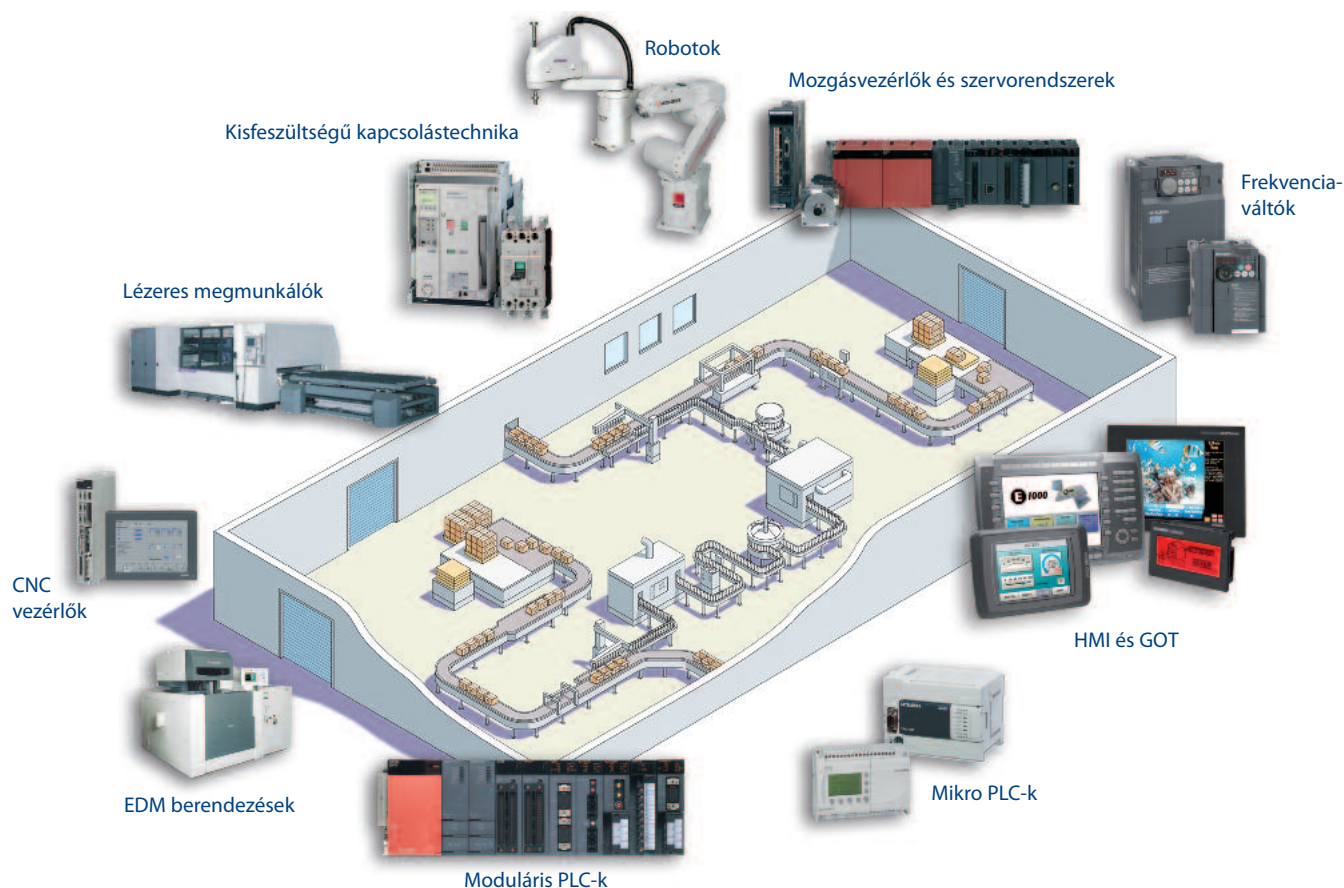 Robotok
Mozgásvezérlők és szervorendszerek
Kisfeszültségű kapcsolástechnika
Frekvencia-
váltók
Lézeres megmunkálók
E1000
CNC
vezérlők
HMI és GOT
EDM berendezések
Mikro PLC-k
Moduláris PLC-k